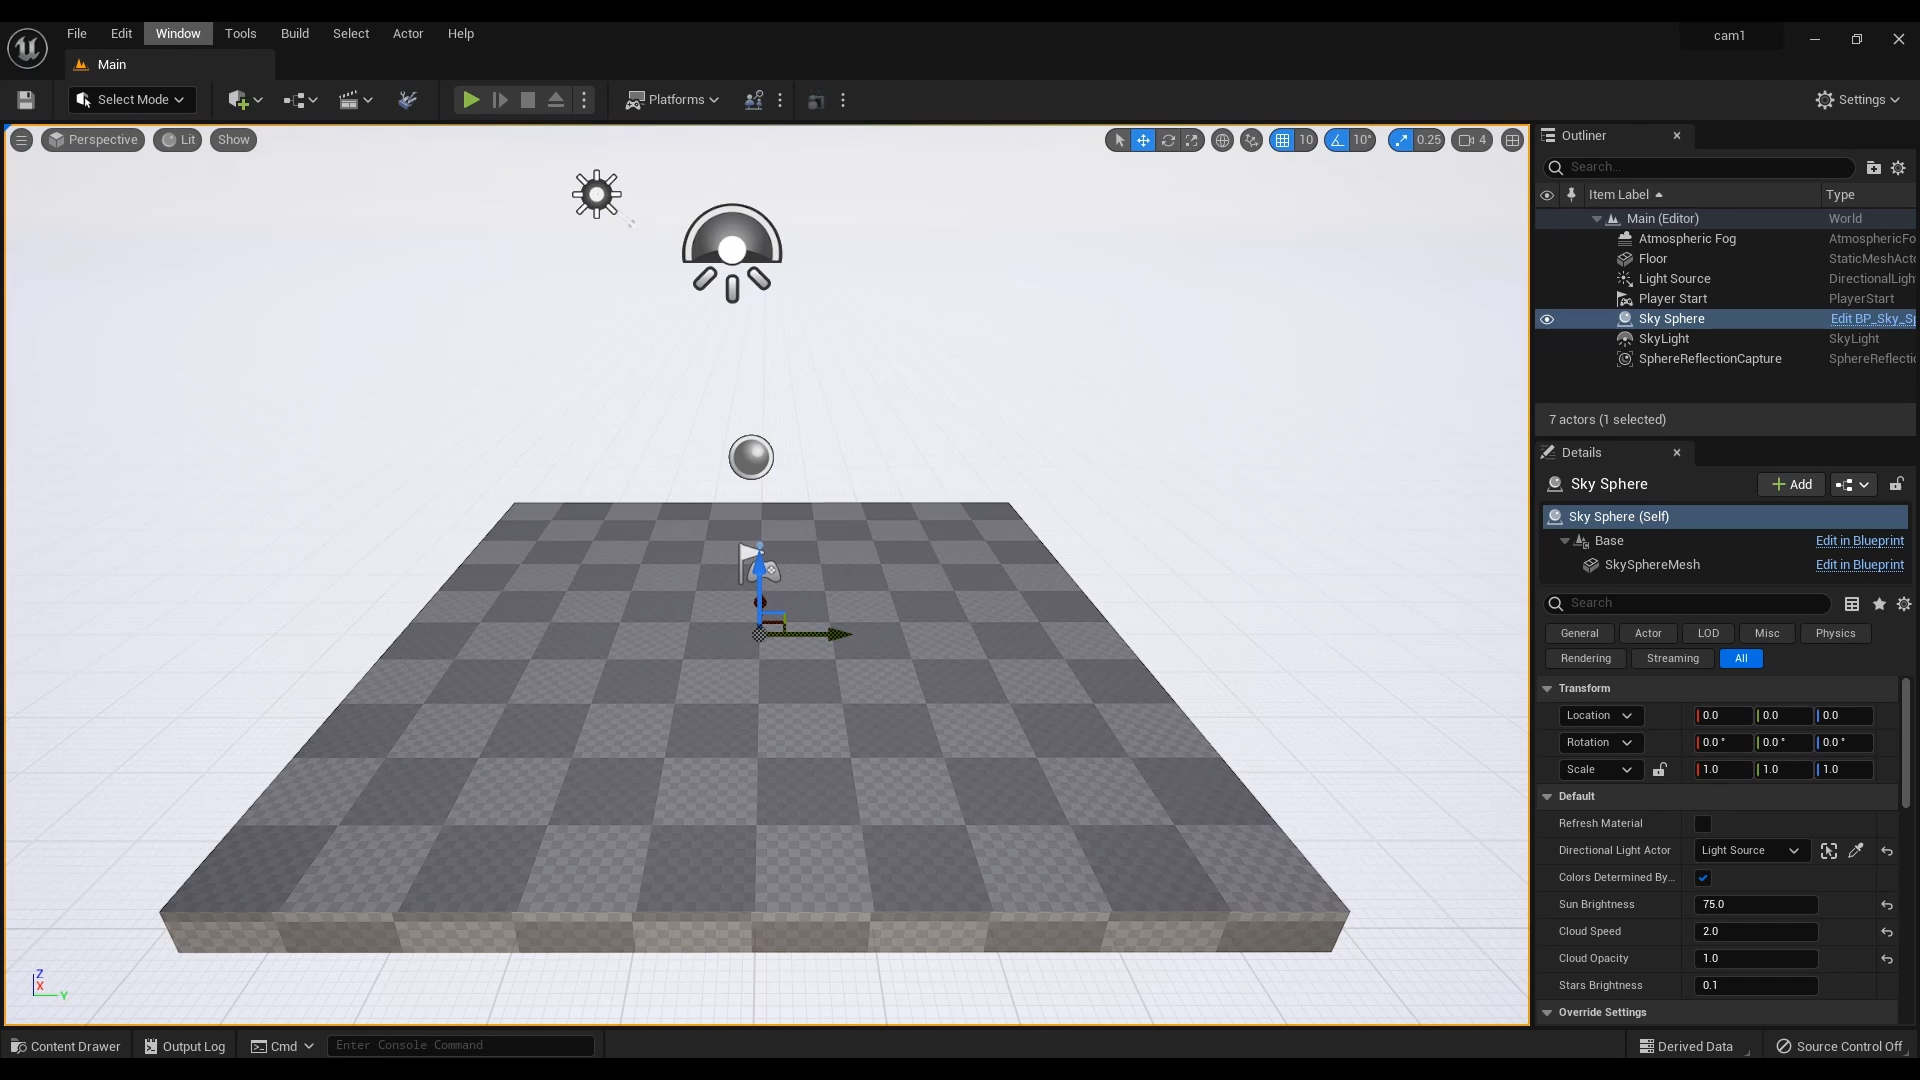 File Edit Window Tools Build Select Actor Help
cam1
Main
Select Mode
Platforms
Settings
Perspective Lit Show
10 10° 0.25 4
Outliner
Search...
Item Label Type
Main (Editor) World
Atmospheric Fog AtmosphericFo
Floor StaticMeshActo
Light Source DirectionalLigh
Player Start PlayerStart
Sky Sphere Edit BP_Sky_Sp
SkyLight SkyLight
SphereReflectionCapture SphereReflectio
7 actors (1 selected)
Details
Sky Sphere
Add
Sky Sphere (Self)
Base Edit in Blueprint
SkySphereMesh Edit in Blueprint
Search
General Actor LOD Misc Physics
Rendering Streaming All
Transform
Location 0.0 0.0 0.0
Rotation 0.0 ° 0.0 ° 0.0 °
Scale 1.0 1.0 1.0
Default
Refresh Material
Directional Light Actor Light Source
Colors Determined By...
Sun Brightness 75.0
Cloud Speed 2.0
Cloud Opacity 1.0
Stars Brightness 0.1
Override Settings
Z
X
Y
Content Drawer Output Log Cmd Enter Console Command Derived Data Source Control Off